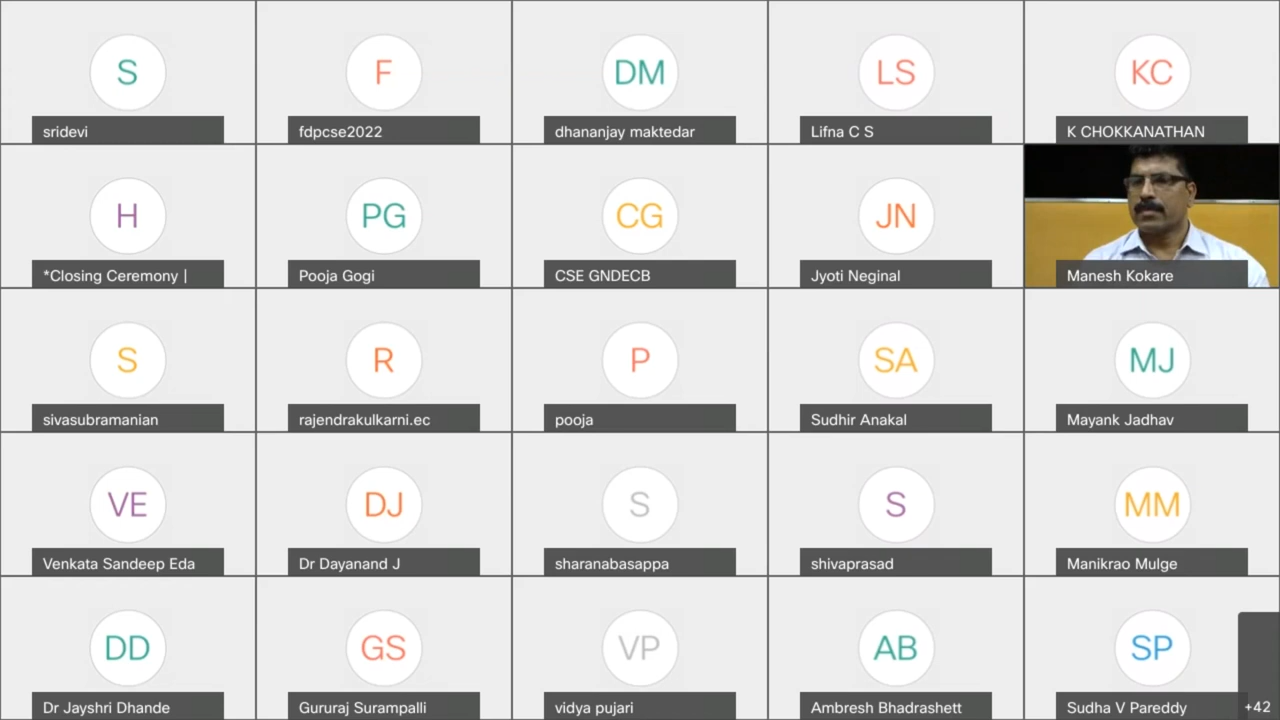 S
sridevi
F
fdpcse2022
DM
dhananjay maktedar
LS
Lifna C S
KC
K CHOKKANATHAN
H
*Closing Ceremony |
PG
Pooja Gogi
CG
CSE GNDECB
JN
Jyoti Neginal
Manesh Kokare
S
sivasubramanian
R
rajendrakulkarni.ec
P
pooja
SA
Sudhir Anakal
MJ
Mayank Jadhav
VE
Venkata Sandeep Eda
DJ
Dr Dayanand J
S
sharanabasappa
S
shivaprasad
MM
Manikrao Mulge
DD
Dr Jayshri Dhande
GS
Gururaj Surampalli
VP
vidya pujari
AB
Ambresh Bhadrashett
SP
Sudha V Pareddy
+42